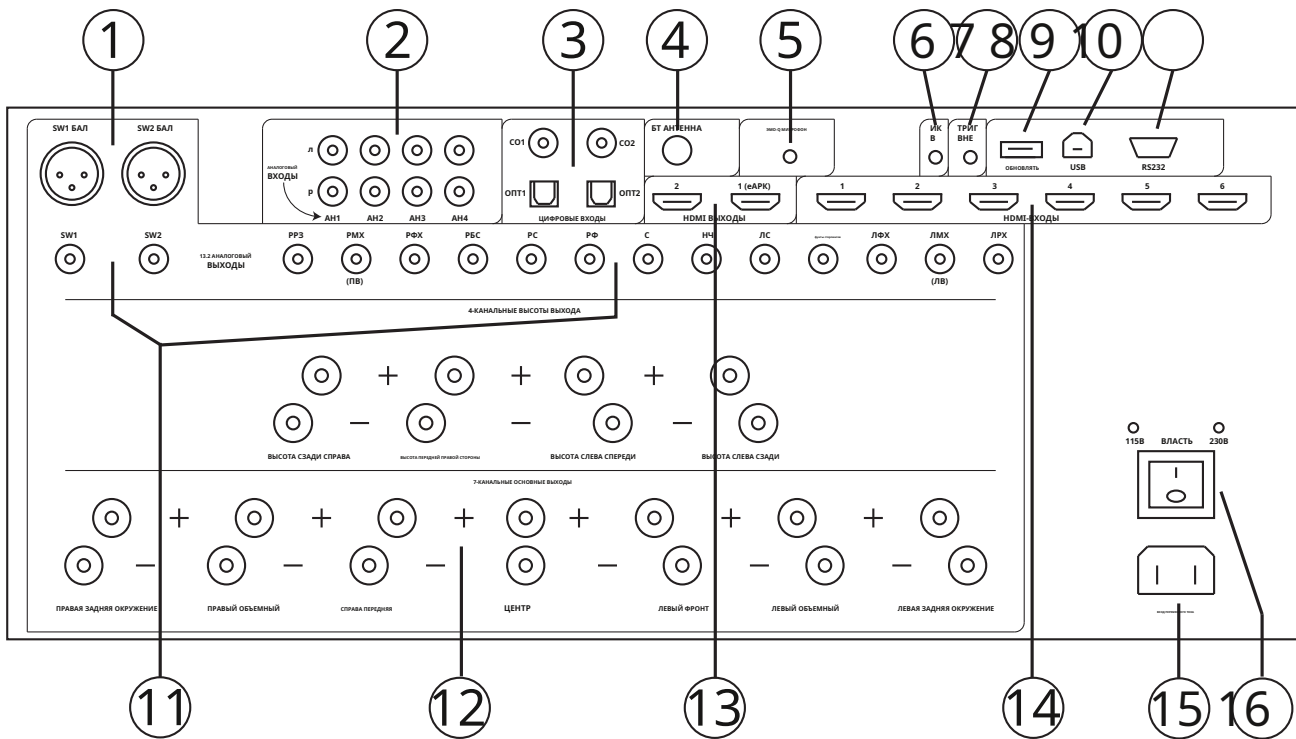 1 2 3 4 5 6 7 8 9 10
SW1 БАЛ SW2 БАЛ
АНАЛОГОВЫЙ
ВХОДЫ
Л
Р
АН1 АН2 АН3 АН4
CO1 CO2
ОПТ1 ОПТ2
ЦИФРОВЫЕ ВХОДЫ
БТ АНТЕННА
ЭМО-Q МИКРОФОН
ИК
В
ТРИГ
ВНЕ
ОБНОВЛЯТЬ USB RS232
2 1 (eАРК)
HDMI ВЫХОДЫ
1 2 3 4 5 6
HDMI-ВХОДЫ
SW1 SW2
13.2 АНАЛОГОВЫЙ
ВЫХОДЫ
РРЗ РМХ РФХ РБС РС РФ С НЧ ЛС ЛФХ ЛМХ ЛРХ
(ПВ) (ЛВ)
4-КАНАЛЬНЫЕ ВЫСОТЫ ВЫХОДА
+ + +
– – –
ВЫСОТА СЗАДИ СПРАВА ВЫСОТА ПЕРЕДНЕЙ ПРАВОЙ СТОРОНЫ ВЫСОТА СЛЕВА СПЕРЕДИ ВЫСОТА СЛЕВА СЗАДИ
115В ВЛАСТЬ 230В
7-КАНАЛЬНЫЕ ОСНОВНЫЕ ВЫХОДЫ
+ + + + + +
– – – – – –
ПРАВАЯ ЗАДНЯЯ ОКРУЖЕНИЕ ПРАВЫЙ ОБЪЕМНЫЙ СПРАВА ПЕРЕДНЯЯ ЦЕНТР ЛЕВЫЙ ФРОНТ ЛЕВЫЙ ОБЪЕМНЫЙ ЛЕВАЯ ЗАДНЯЯ ОКРУЖЕНИЕ
11 12 13 14 15 16